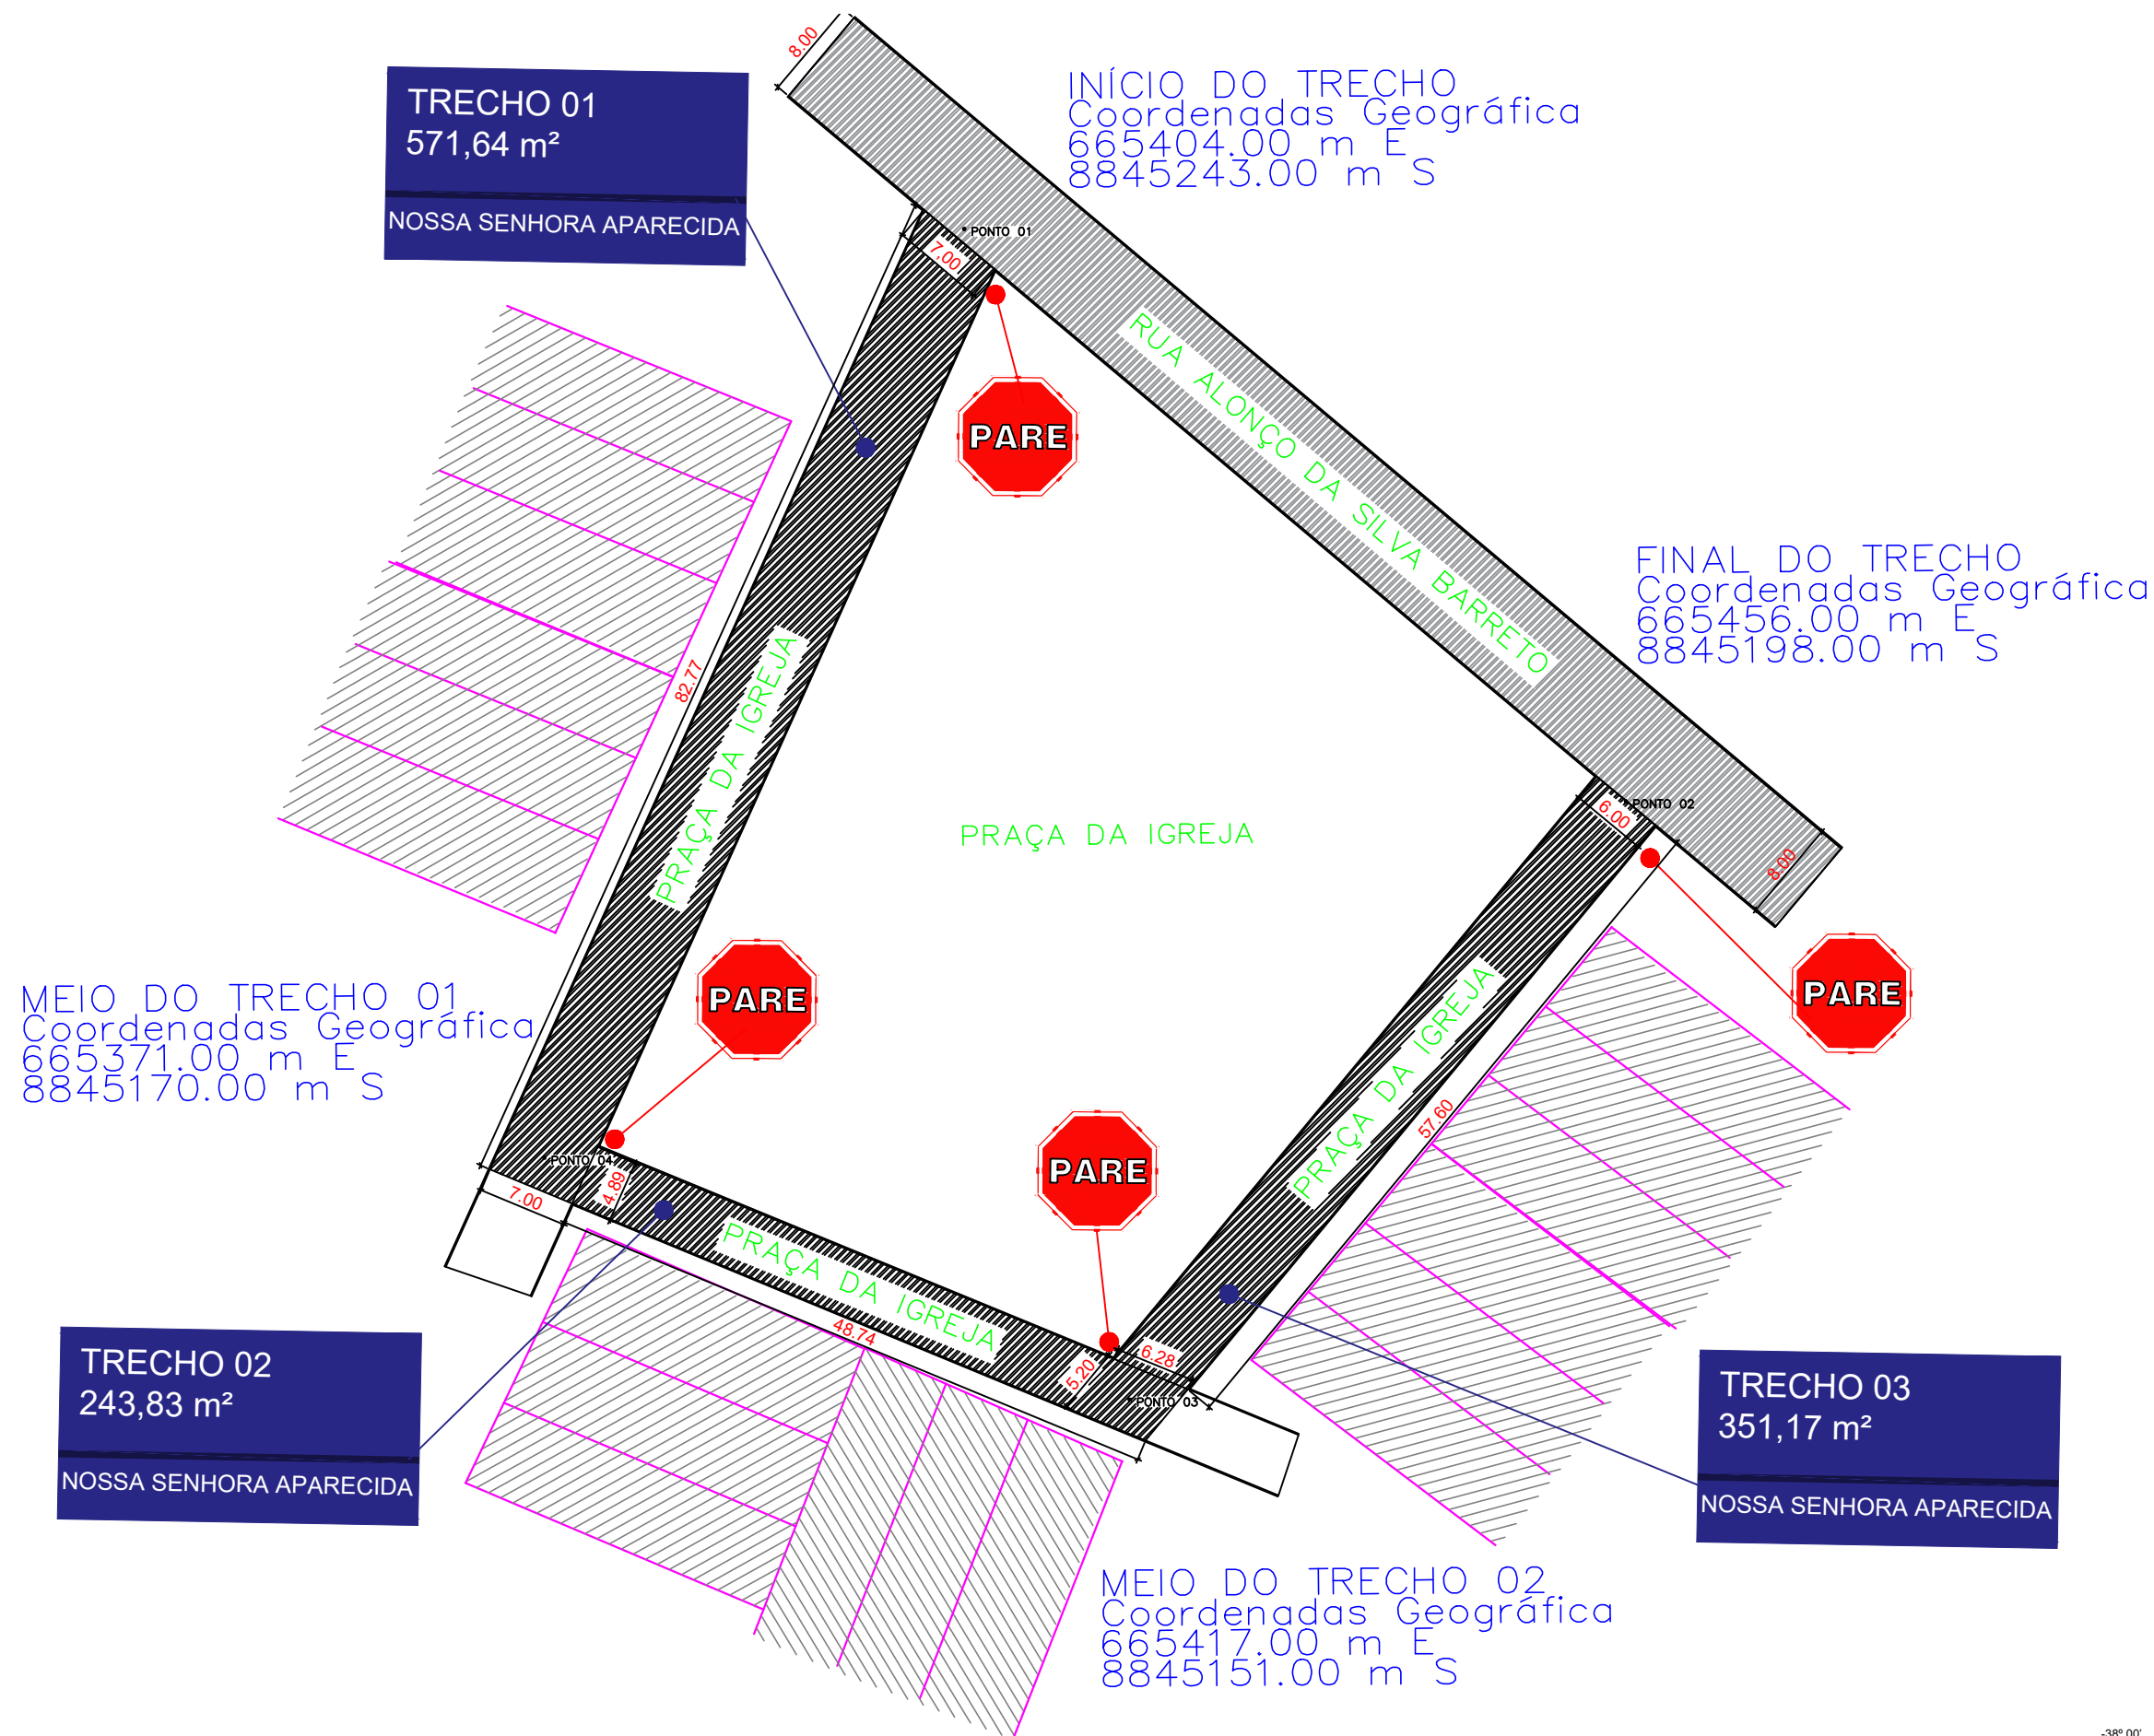 8.00
TRECHO 01
571,64 m²
NOSSA SENHORA APARECIDA
INÍCIO DO TRECHO
Coordenadas Geográfica
665404.00 m E
8845243.00 m S
PONTO 01
7,00
PARE
RUA ALONÇO DA SILVA BARRETO
FINAL DO TRECHO
Coordenadas Geográfica
665456.00 m E
8845198.00 m S
82.77
PRAÇA DA IGREJA
PRAÇA DA IGREJA
6.00
PONTO 02
8.00
PARE
MEIO DO TRECHO 01
Coordenadas Geográfica
665371.00 m E
8845170.00 m S
PARE
PRAÇA DA IGREJA
57.60
PARE
PONTO 04
7.00
4.89
PRAÇA DA IGREJA
48.74
5.20
6.28
PONTO 03
TRECHO 02
243,83 m²
NOSSA SENHORA APARECIDA
TRECHO 03
351,17 m²
NOSSA SENHORA APARECIDA
MEIO DO TRECHO 02
Coordenadas Geográfica
665417.00 m E
8845151.00 m S
-38º 00'